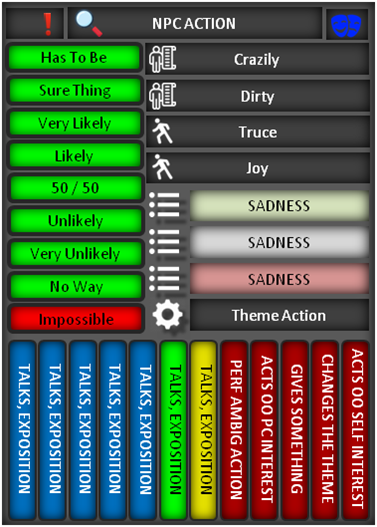 NPC ACTION
Has To Be
Sure Thing
Very Likely
Likely
50 / 50
Unlikely
Very Unlikely
No Way
Impossible
Crazily
Dirty
Truce
Joy
SADNESS
SADNESS
SADNESS
Theme Action
TALKS, EXPOSITION
TALKS, EXPOSITION
TALKS, EXPOSITION
TALKS, EXPOSITION
TALKS, EXPOSITION
TALKS, EXPOSITION
TALKS, EXPOSITION
PERF AMBIG ACTION
ACTS OO PC INTEREST
GIVES SOMETHING
CHANGES THE THEME
ACTS OO SELF INTEREST